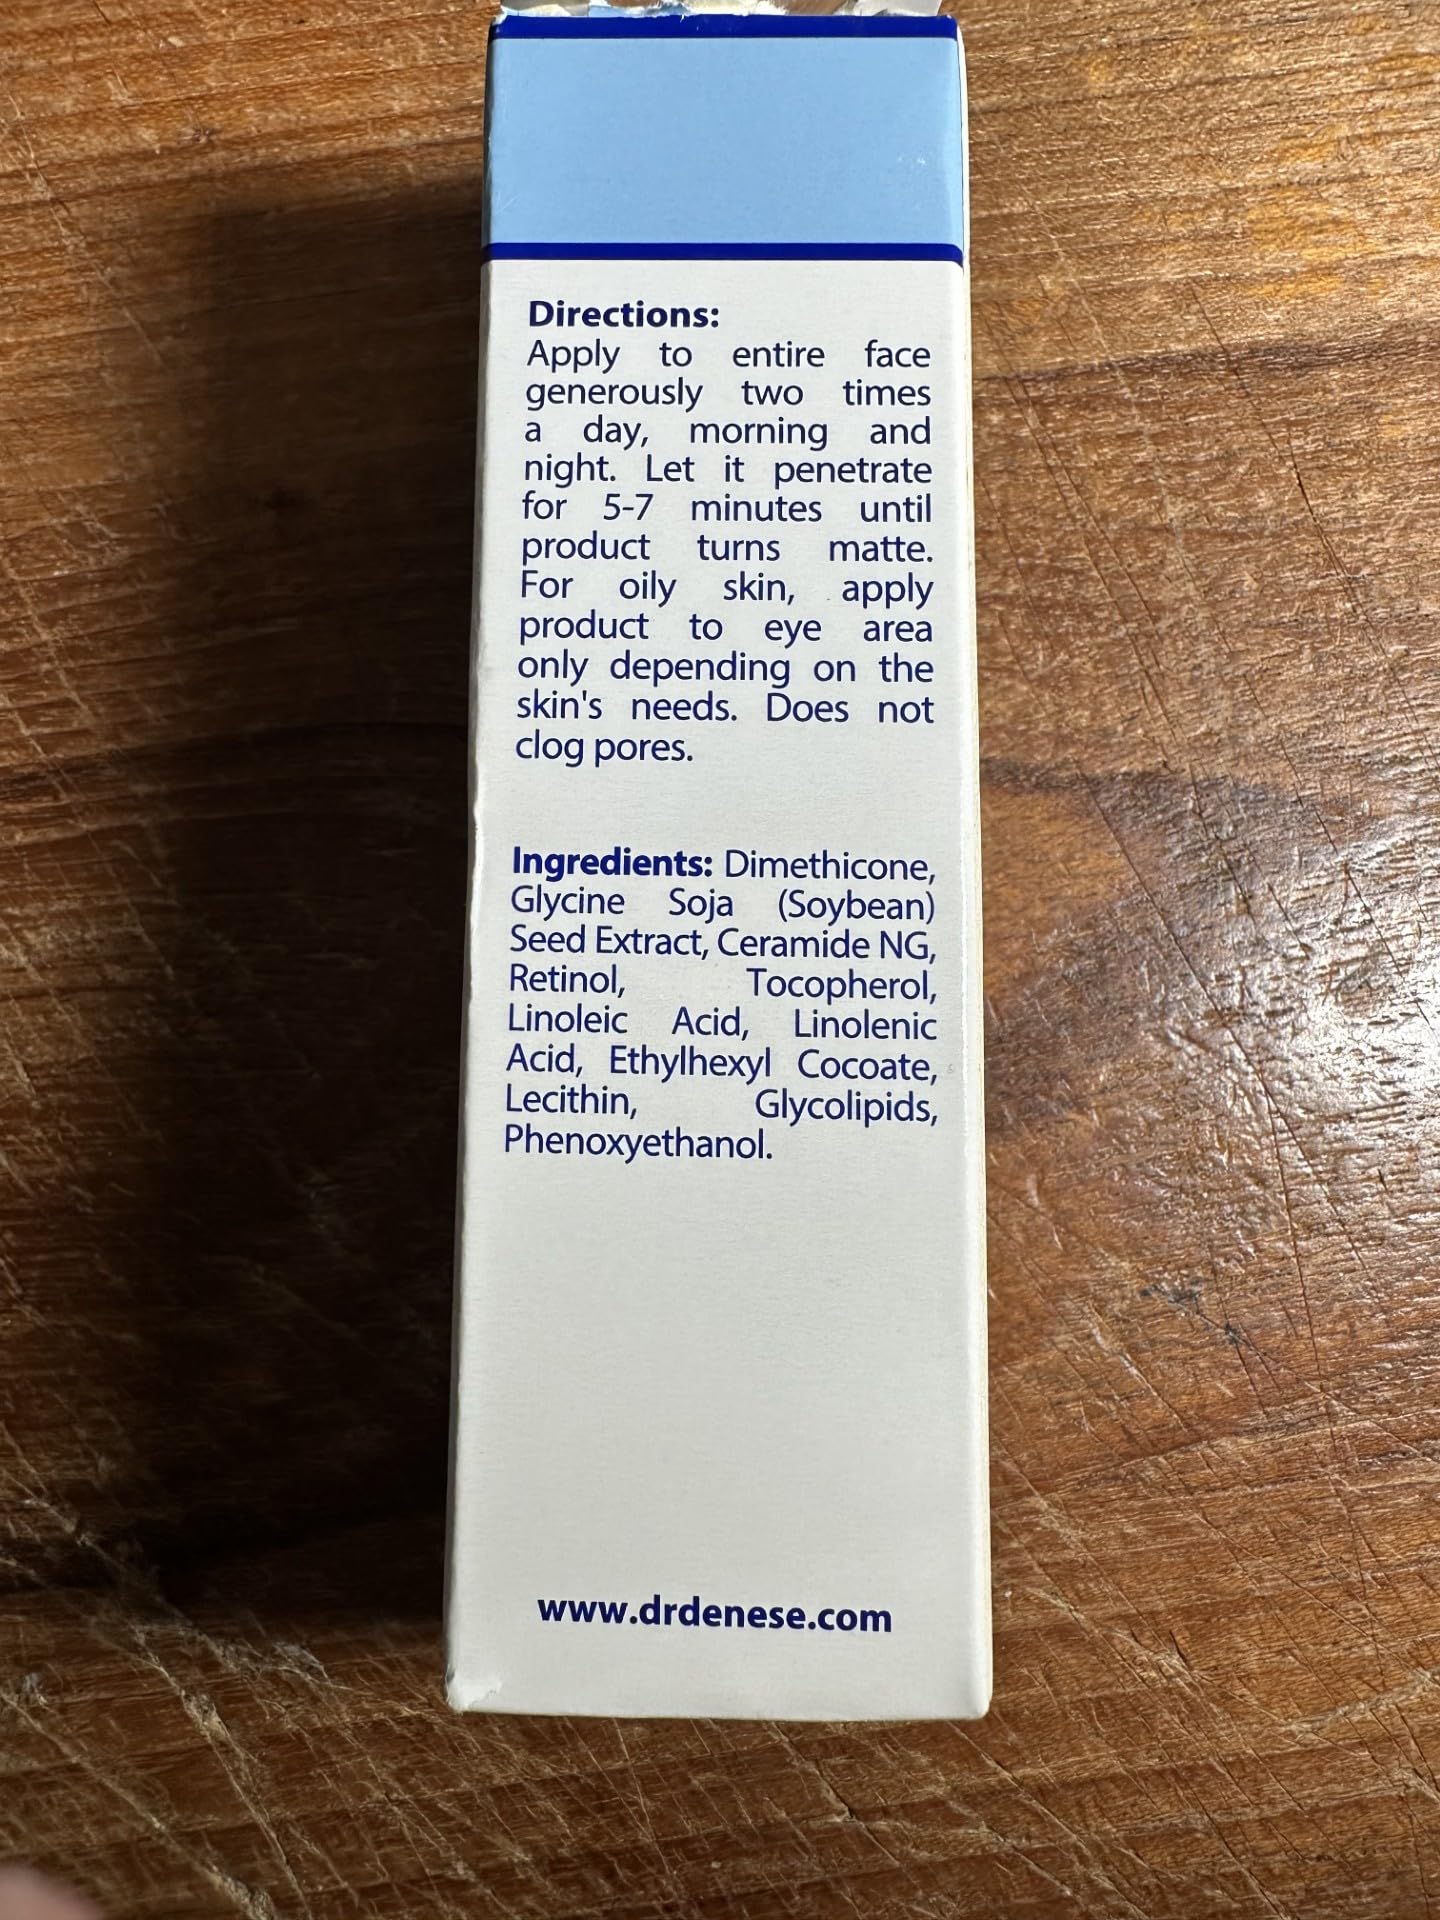 Directions:
Apply to entire face
generously two times
a day, morning and
night. Let it penetrate
for 5-7 minutes until
product turns matte.
For oily skin, apply
product to eye area
only depending on the
skin's needs. Does not
clog pores.
Ingredients: Dimethicone,
Glycine Soja (Soybean)
Seed Extract, Ceramide NG,
Retinol, Tocopherol,
Linoleic Acid, Linolenic
Acid, Ethylhexyl Cocoate,
Lecithin, Glycolipids,
Phenoxyethanol.
www.drdenese.com